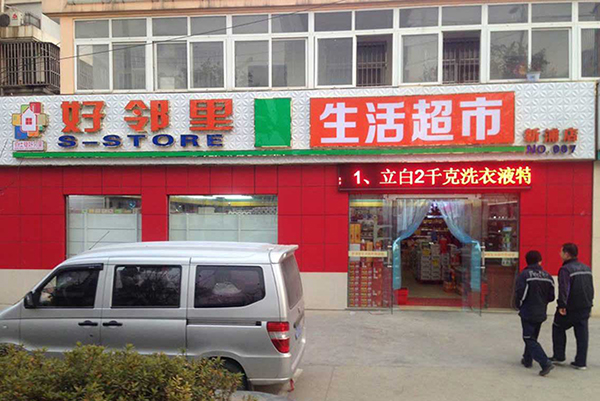 好邻里
S-STORE
生活超市
新浦店
NO.097
1、立白2千克洗衣液特